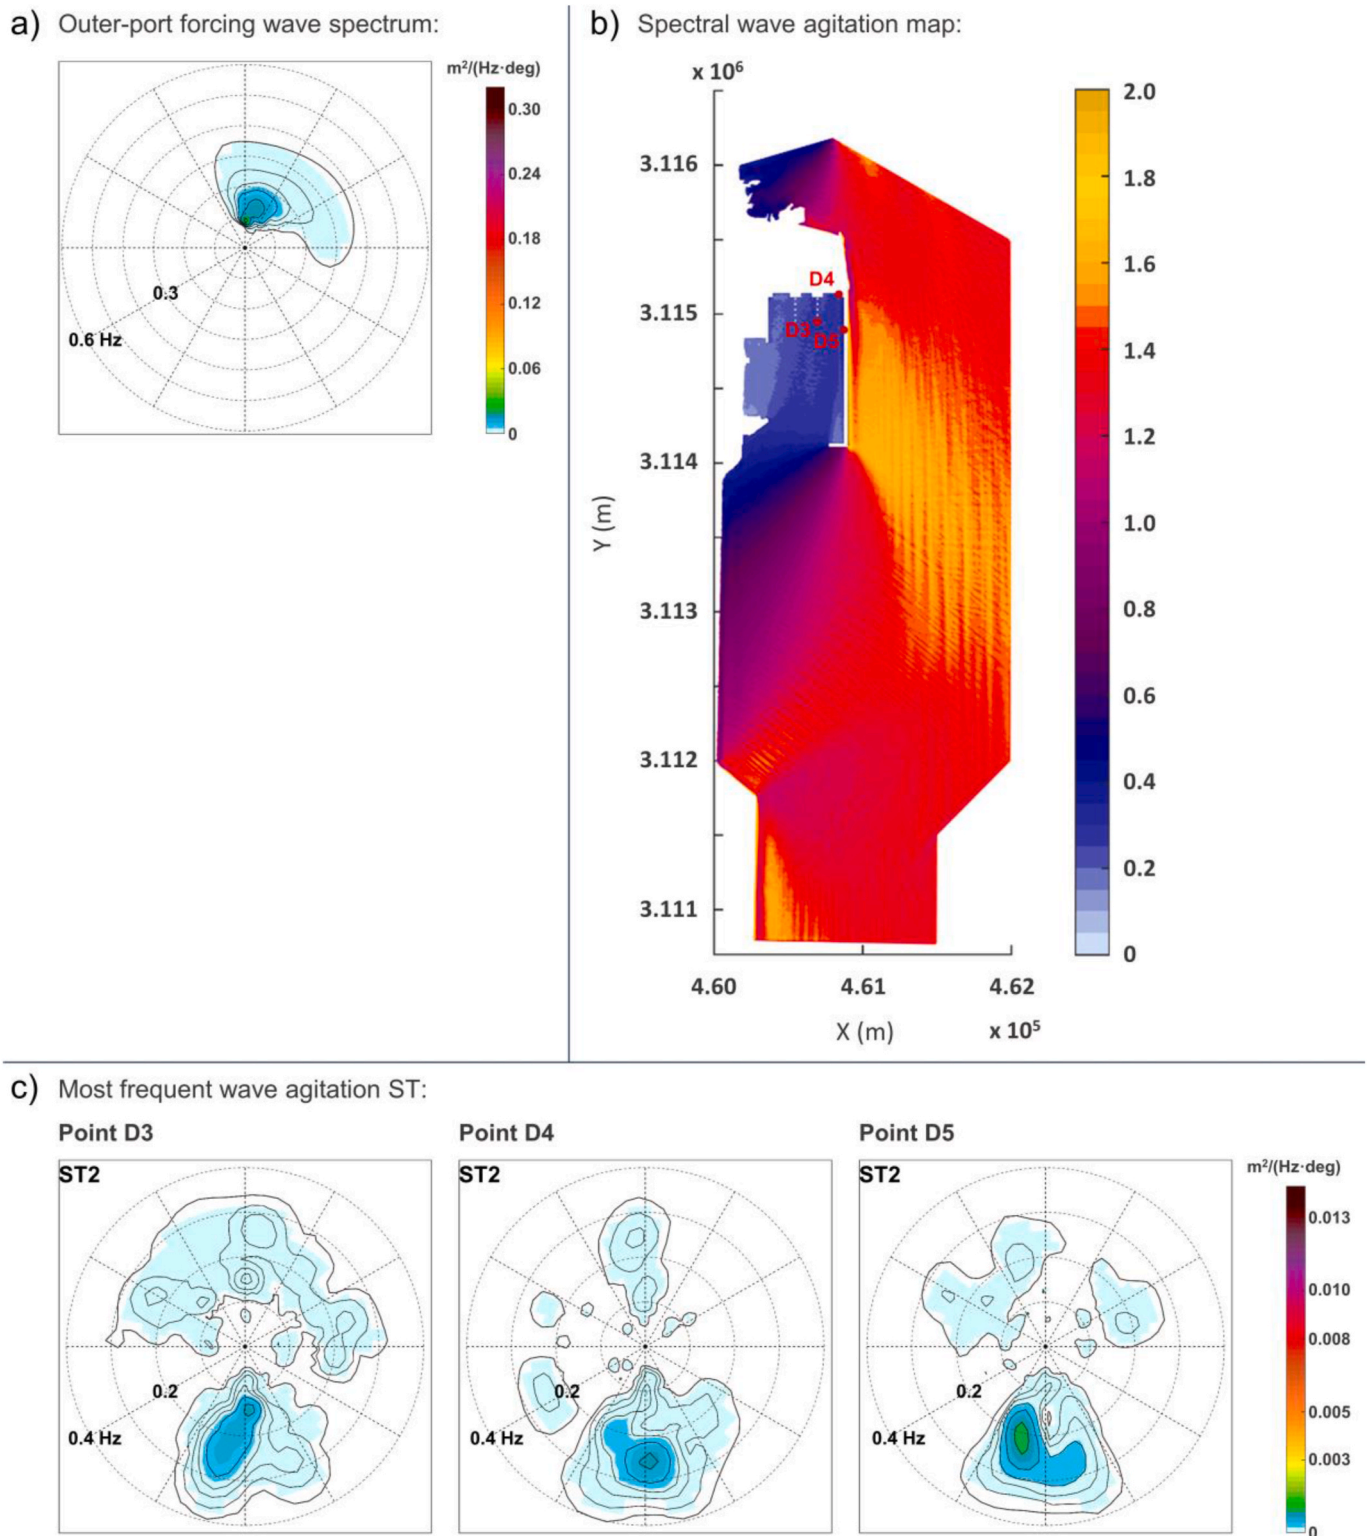 a) Outer-port forcing wave spectrum:
m²/(Hz·deg)
0.30
0.24
0.18
0.12
0.06
0
0.3
0.6 Hz
b) Spectral wave agitation map:
x 10⁶
3.116
3.115
3.114
3.113
3.112
3.111
Y (m)
D4
D3
D5
4.60
4.61
4.62
X (m)
x 10⁵
2.0
1.8
1.6
1.4
1.2
1.0
0.8
0.6
0.4
0.2
0
c) Most frequent wave agitation ST:
Point D3
ST2
0.2
0.4 Hz
Point D4
ST2
0.2
0.4 Hz
Point D5
ST2
0.2
0.4 Hz
m²/(Hz·deg)
0.013
0.010
0.008
0.005
0.003
0